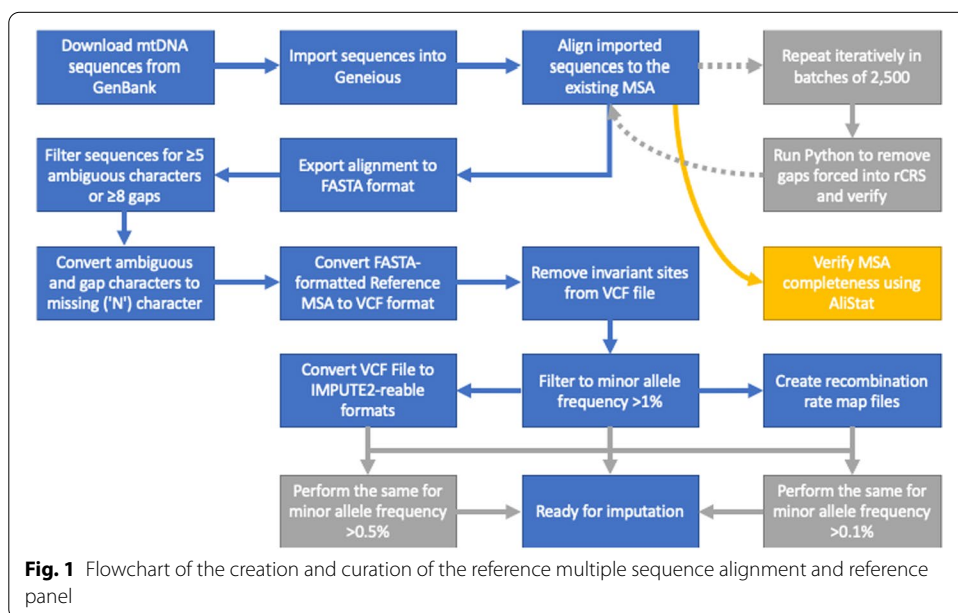 Download mtDNA
sequences from
GenBank
Import sequences into
Geneious
Align imported
sequences to the
existing MSA
Repeat iteratively in
batches of 2,500
Filter sequences for ≥5
ambiguous characters
or ≥8 gaps
Export alignment to
FASTA format
Run Python to remove
gaps forced into rCRS
and verify
Convert ambiguous
and gap characters to
missing ('N') character
Convert FASTA-
formatted Reference
MSA to VCF format
Remove invariant sites
from VCF file
Verify MSA
completeness using
AliStat
Convert VCF File to
IMPUTE2-reable
formats
Filter to minor allele
frequency >1%
Create recombination
rate map files
Perform the same for
minor allele frequency
>0.5%
Ready for imputation
Perform the same for
minor allele frequency
>0.1%
Fig. 1 Flowchart of the creation and curation of the reference multiple sequence alignment and reference
panel